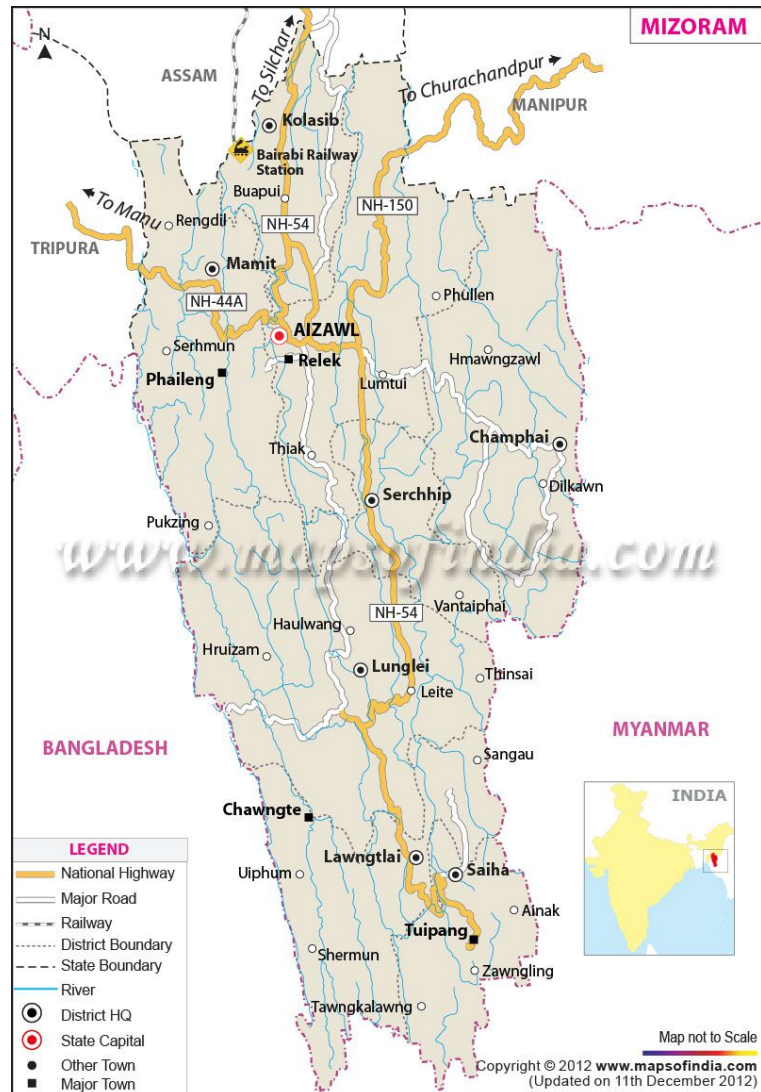 MIZORAM
N
ASSAM
To Silchar
To Churachandpur
MANIPUR
Kolasib
Bairabi Railway
Station
Buapui
NH-150
To Manu
Rengdil
NH-54
TRIPURA
Mamit
NH-44A
Phullen
AIZAWL
Serhmun
Relek
Hmawngzawl
Phaileng
Lumtui
Champhai
Thiak
Dilkawn
Serchhip
Pukzing
www.mapsofindia.com
Vantaiphai
NH-54
Haulwang
Hruizam
Lunglei
Thinsai
Leite
BANGLADESH
MYANMAR
Sangau
INDIA
Chawngte
LEGEND
National Highway
Major Road
Railway
District Boundary
State Boundary
River
District HQ
State Capital
Other Town
Major Town
Lawngtlai
Uiphum
Saiha
Ainak
Tuipang
Shermun
Zawngling
Tawngkalawng
Map not to Scale
Copyright © 2012 www.mapsofindia.com
(Updated on 11th December 2012)